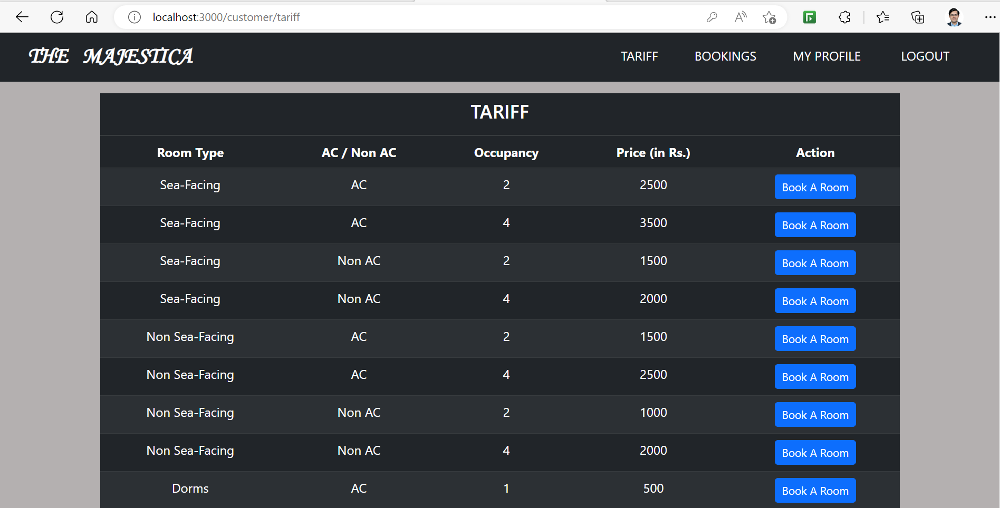 localhost:3000/customer/tariff
THE MAJESTICA TARIFF BOOKINGS MY PROFILE LOGOUT
TARIFF
Room Type AC / Non AC Occupancy Price (in Rs.) Action
Sea-Facing AC 2 2500 Book A Room
Sea-Facing AC 4 3500 Book A Room
Sea-Facing Non AC 2 1500 Book A Room
Sea-Facing Non AC 4 2000 Book A Room
Non Sea-Facing AC 2 1500 Book A Room
Non Sea-Facing AC 4 2500 Book A Room
Non Sea-Facing Non AC 2 1000 Book A Room
Non Sea-Facing Non AC 4 2000 Book A Room
Dorms AC 1 500 Book A Room